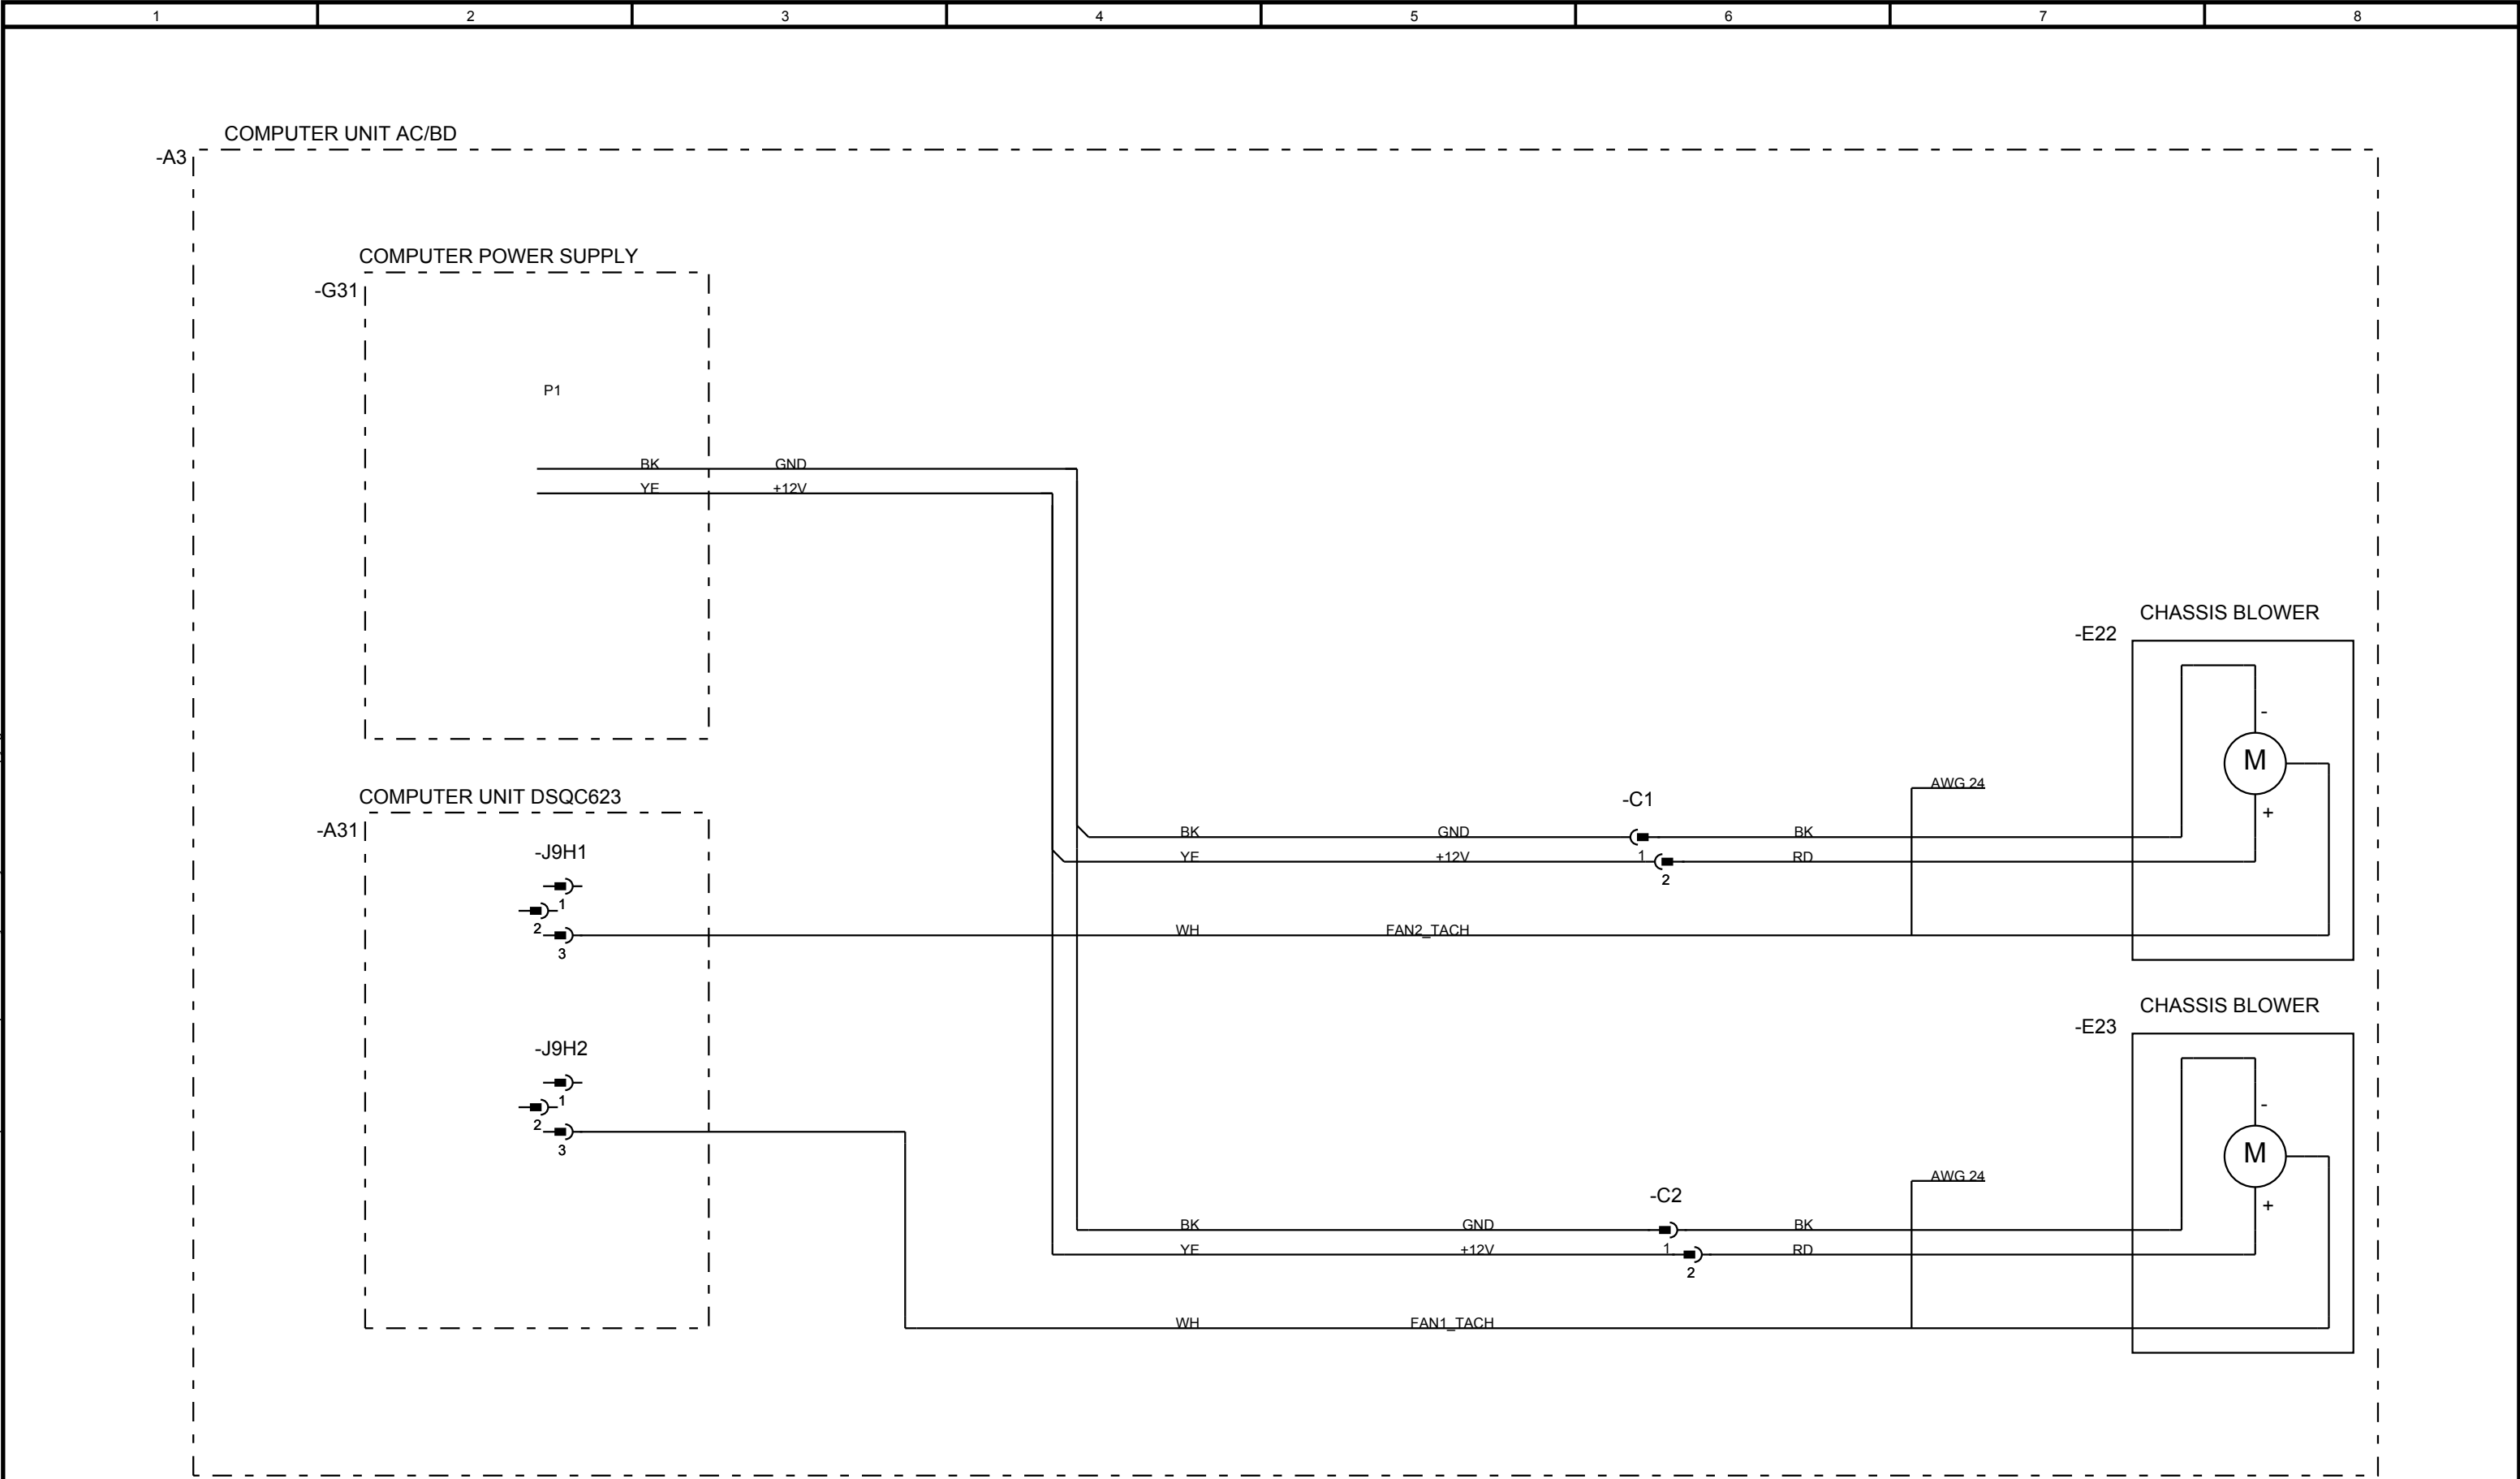 1 2 3 4 5 6 7 8
COMPUTER UNIT AC/BD
-A3
COMPUTER POWER SUPPLY
-G31
P1
BK GND
YE +12V
CHASSIS BLOWER
-E22
-
M
+
AWG 24
COMPUTER UNIT DSQC623
-A31
-C1
BK GND BK
YE +12V 1 RD
2
-J9H1
1
2
3
WH FAN2_TACH
CHASSIS BLOWER
-E23
-
M
+
AWG 24
-J9H2
1
2
3
-C2
BK GND BK
YE +12V 1 RD
2
WH FAN1_TACH